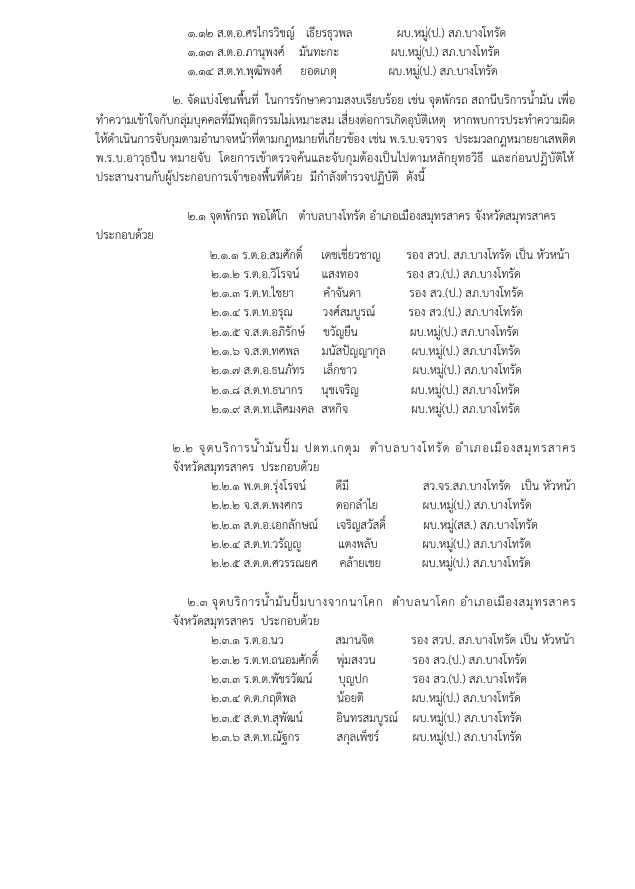 ๑.๑๒ ส.ต.อ.ศรไกรวิชญ์ เธียรธุวพล ผบ.หมู่(ป.) สภ.บางโทรัด
๑.๑๓ ส.ต.อ.ภานุพงศ์ มันทะกะ ผบ.หมู่(ป.) สภ.บางโทรัด
๑.๑๔ ส.ต.ท.พุฒิพงศ์ ยอดเกตุ ผบ.หมู่(ป.) สภ.บางโทรัด
๒. จัดแบ่งโซนพื้นที่ ในการรักษาความสงบเรียบร้อย เช่น จุดพักรถ สถานีบริการน้ำมัน เพื่อ
ทำความเข้าใจกับกลุ่มบุคคลที่มีพฤติกรรมไม่เหมาะสม เสี่ยงต่อการเกิดอุบัติเหตุ หากพบการประทำความผิด
ให้ดำเนินการจับกุมตามอำนาจหน้าที่ตามกฎหมายที่เกี่ยวข้อง เช่น พ.ร.บ.จราจร ประมวลกฎหมายยาเสพติด
พ.ร.บ.อาวุธปืน หมายจับ โดยการเข้าตรวจค้นและจับกุมต้องเป็นไปตามหลักยุทธวิธี และก่อนปฏิบัติให้
ประสานงานกับผู้ประกอบการเจ้าของพื้นที่ด้วย มีกำลังตำรวจปฏิบัติ ดังนี้
๒.๑ จุดพักรถ พอโต้โก ตำบลบางโทรัด อำเภอเมืองสมุทรสาคร จังหวัดสมุทรสาคร
ประกอบด้วย
๒.๑.๑ ร.ต.อ.สมศักดิ์ เดชเชี่ยวชาญ รอง สวป. สภ.บางโทรัด เป็น หัวหน้า
๒.๑.๒ ร.ต.อ.วิโรจน์ แสงทอง รอง สว.(ป.) สภ.บางโทรัด
๒.๑.๓ ร.ต.ท.ไชยา คำจันดา รอง สว.(ป.) สภ.บางโทรัด
๒.๑.๔ ร.ต.ท.อรุณ วงศ์สมบูรณ์ รอง สว.(ป.) สภ.บางโทรัด
๒.๑.๕ จ.ส.ต.อภิรักษ์ ขวัญยืน ผบ.หมู่(ป.) สภ.บางโทรัด
๒.๑.๖ จ.ส.ต.ทศพล มนัสปัญญากุล ผบ.หมู่(ป.) สภ.บางโทรัด
๒.๑.๗ ส.ต.อ.ธนภัทร เล็กขาว ผบ.หมู่(ป.) สภ.บางโทรัด
๒.๑.๘ ส.ต.ท.ธนากร นุชเจริญ ผบ.หมู่(ป.) สภ.บางโทรัด
๒.๑.๙ ส.ต.ท.เลิศมงคล สหกิจ ผบ.หมู่(ป.) สภ.บางโทรัด
๒.๒ จุดบริการน้ำมันปั้ม ปตท.เกตุม ตำบลบางโทรัด อำเภอเมืองสมุทรสาคร
จังหวัดสมุทรสาคร ประกอบด้วย
๒.๒.๑ พ.ต.ต.รุ่งโรจน์ ดีมี สว.จร.สภ.บางโทรัด เป็น หัวหน้า
๒.๒.๒ จ.ส.ต.พงศกร ดอกลำไย ผบ.หมู่(ป.) สภ.บางโทรัด
๒.๒.๓ ส.ต.อ.เอกลักษณ์ เจริญสวัสดิ์ ผบ.หมู่(สส.) สภ.บางโทรัด
๒.๒.๔ ส.ต.ท.วรัญญู แตงพลับ ผบ.หมู่(ป.) สภ.บางโทรัด
๒.๒.๕ ส.ต.ต.ศวรรณยศ คล้ายเชย ผบ.หมู่(ป.) สภ.บางโทรัด
๒.๓ จุดบริการน้ำมันปั้มบางจากนาโคก ตำบลนาโคก อำเภอเมืองสมุทรสาคร
จังหวัดสมุทรสาคร ประกอบด้วย
๒.๓.๑ ร.ต.อ.นว สมานจิต รอง สวป. สภ.บางโทรัด เป็น หัวหน้า
๒.๓.๒ ร.ต.ท.ถนอมศักดิ์ พุ่มสงวน รอง สว.(ป.) สภ.บางโทรัด
๒.๓.๓ ร.ต.ต.พัชรวัฒน์ บุญปก รอง สว.(ป.) สภ.บางโทรัด
๒.๓.๔ ด.ต.กฤติพล น้อยติ ผบ.หมู่(ป.) สภ.บางโทรัด
๒.๓.๕ ส.ต.ท.สุพัฒน์ อินทรสมบูรณ์ ผบ.หมู่(ป.) สภ.บางโทรัด
๒.๓.๖ ส.ต.ท.ณัฐกร สกุลเพ็ชร์ ผบ.หมู่(ป.) สภ.บางโทรัด